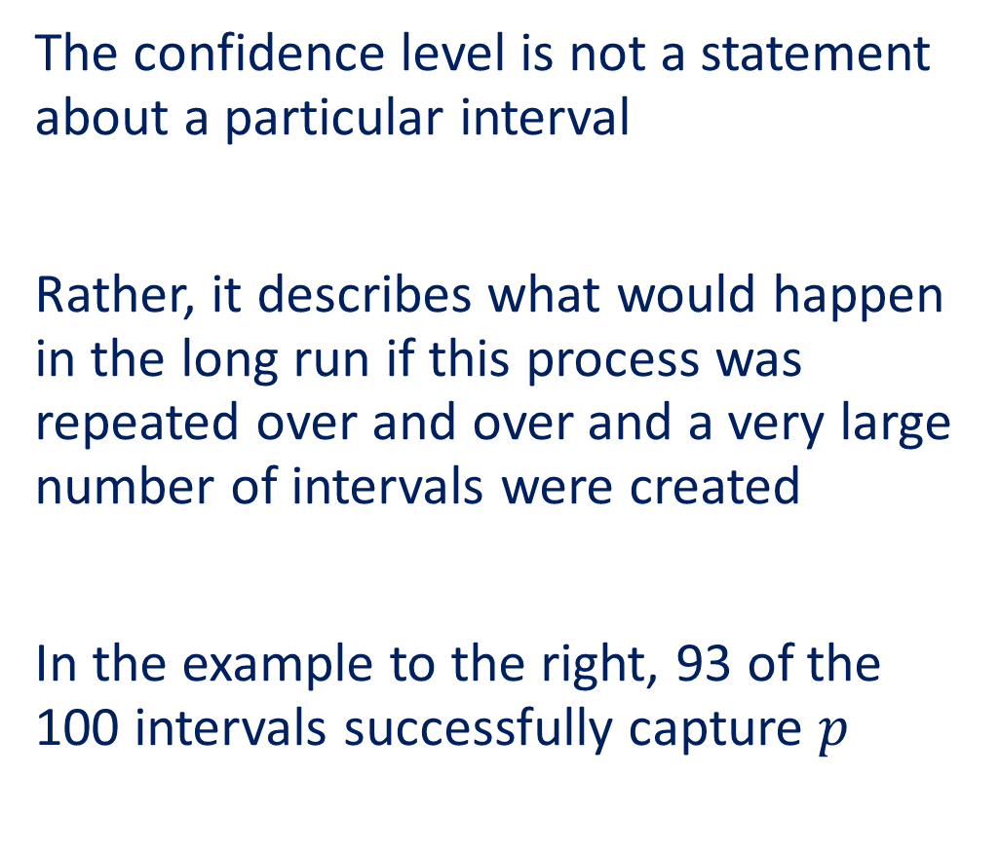 The confidence level is not a statement
about a particular interval
Rather, it describes what would happen
in the long run if this process was
repeated over and over and a very large
number of intervals were created
In the example to the right, 93 of the
100 intervals successfully capture p